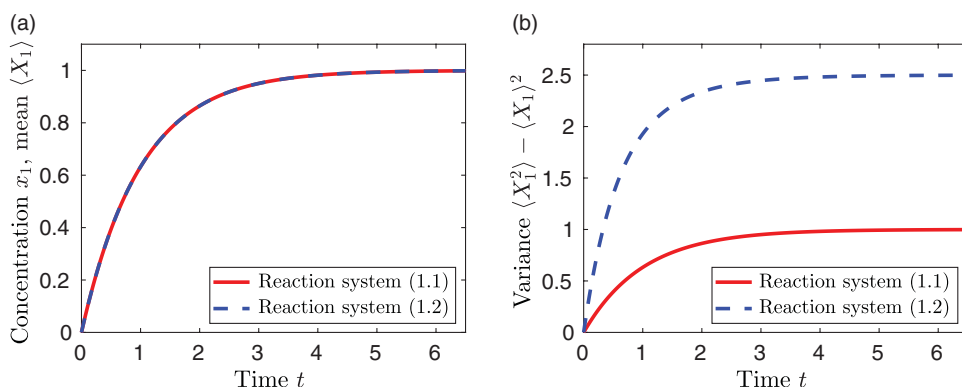 (a)
Concentration x₁, mean ⟨X₁⟩
1
0.8
0.6
0.4
0.2
0
0 1 2 3 4 5 6
Time t
Reaction system (1.1)
Reaction system (1.2)
(b)
Variance ⟨X₁²⟩ − ⟨X₁⟩²
2.5
2
1.5
1
0.5
0
0 1 2 3 4 5 6
Time t
Reaction system (1.1)
Reaction system (1.2)